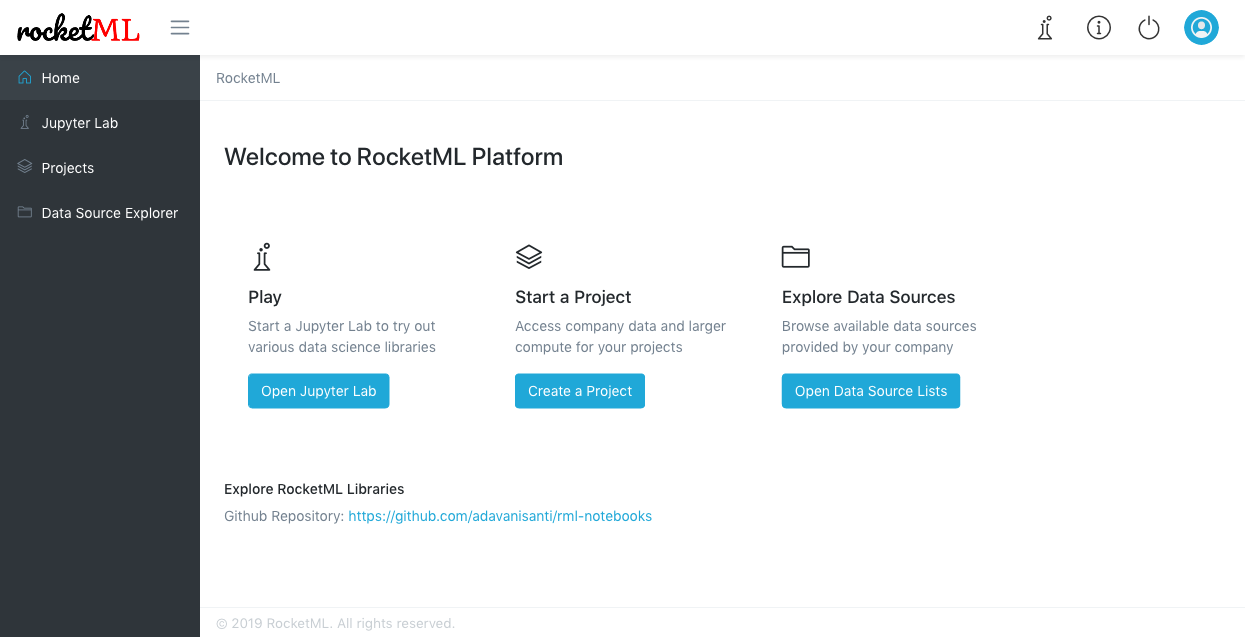 rocketML
Home
Jupyter Lab
Projects
Data Source Explorer
RocketML
Welcome to RocketML Platform
Play
Start a Jupyter Lab to try out
various data science libraries
Open Jupyter Lab
Start a Project
Access company data and larger
compute for your projects
Create a Project
Explore Data Sources
Browse available data sources
provided by your company
Open Data Source Lists
Explore RocketML Libraries
Github Repository: https://github.com/adavanisanti/rml-notebooks
© 2019 RocketML. All rights reserved.